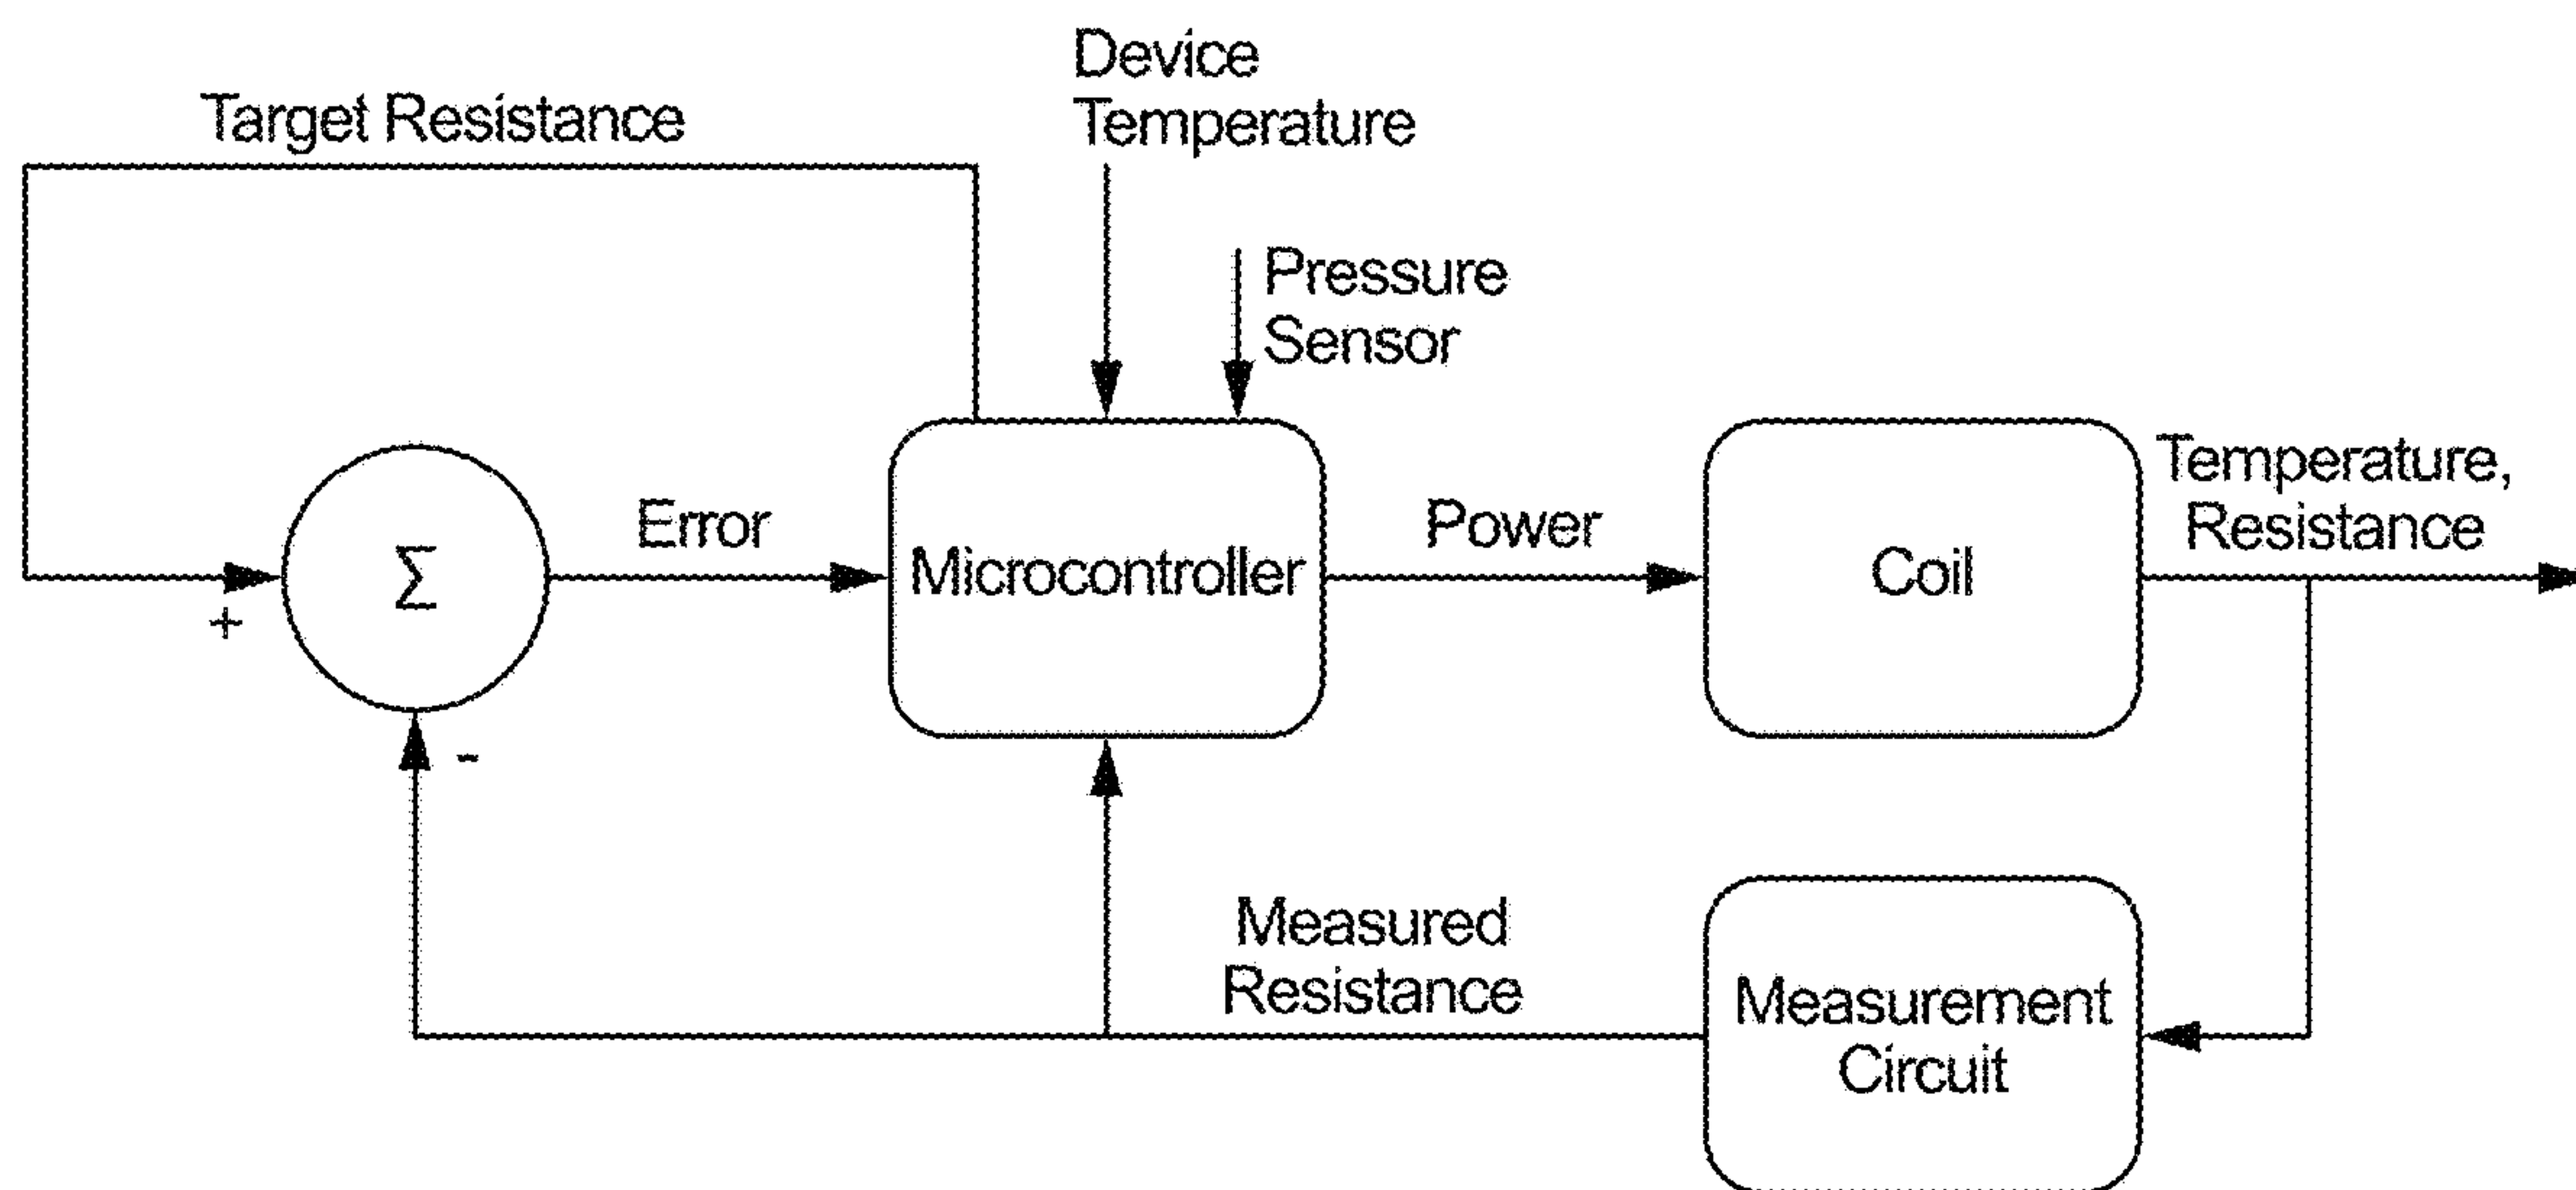 Device
Temperature
Target Resistance
Pressure
Sensor
Temperature,
Resistance
Error
Power
Σ
Microcontroller
Coil
+
-
Measured
Resistance
Measurement
Circuit